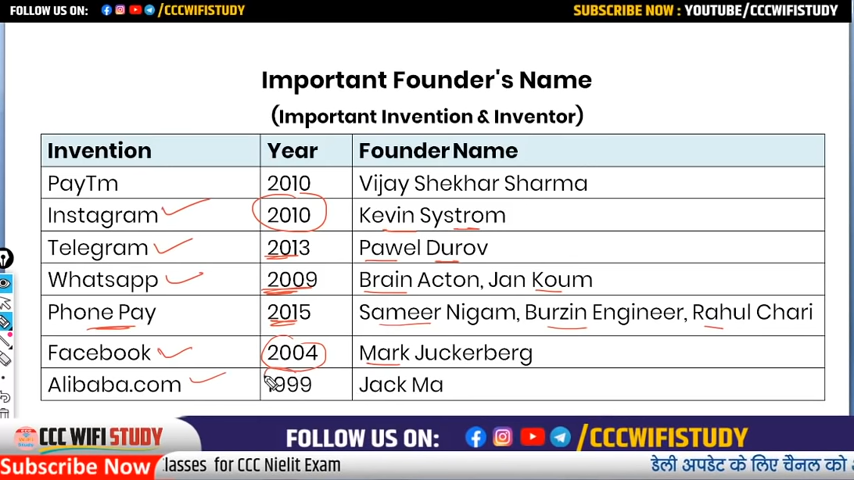 FOLLOW US ON: /CCCWIFISTUDY SUBSCRIBE NOW : YOUTUBE/CCCWIFISTUDY
Important Founder's Name
(Important Invention & Inventor)
Invention Year Founder Name
PayTm 2010 Vijay Shekhar Sharma
Instagram 2010 Kevin Systrom
Telegram 2013 Pawel Durov
Whatsapp 2009 Brain Acton, Jan Koum
Phone Pay 2015 Sameer Nigam, Burzin Engineer, Rahul Chari
Facebook 2004 Mark Juckerberg
Alibaba.com 1999 Jack Ma
CCC WIFI STUDY FOLLOW US ON: /CCCWIFISTUDY
Subscribe Now Classes for CCC Nielit Exam डेली अपडेट के लिए चैनल को